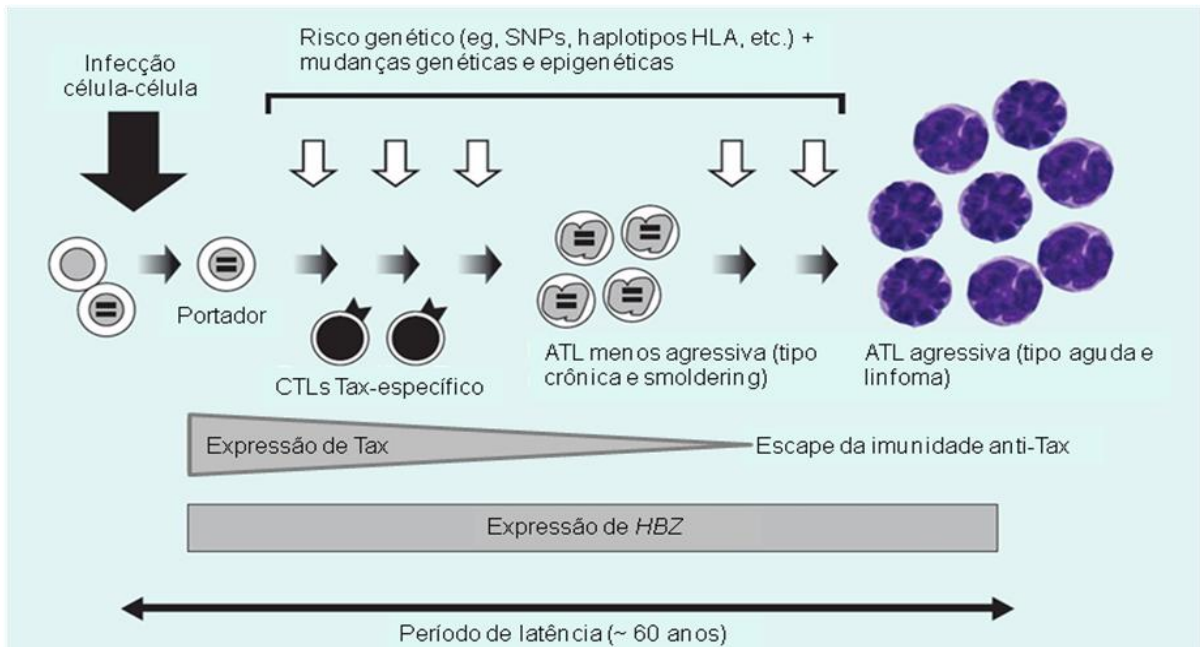 Risco genético (eg, SNPs, haplotipos HLA, etc.) +
mudanças genéticas e epigenéticas
Infecção
célula-célula
Portador
CTLs Tax-específico
ATL menos agressiva (tipo
crônica e smoldering)
ATL agressiva (tipo aguda e
linfoma)
Expressão de Tax
Escape da imunidade anti-Tax
Expressão de HBZ
Período de latência (~ 60 anos)